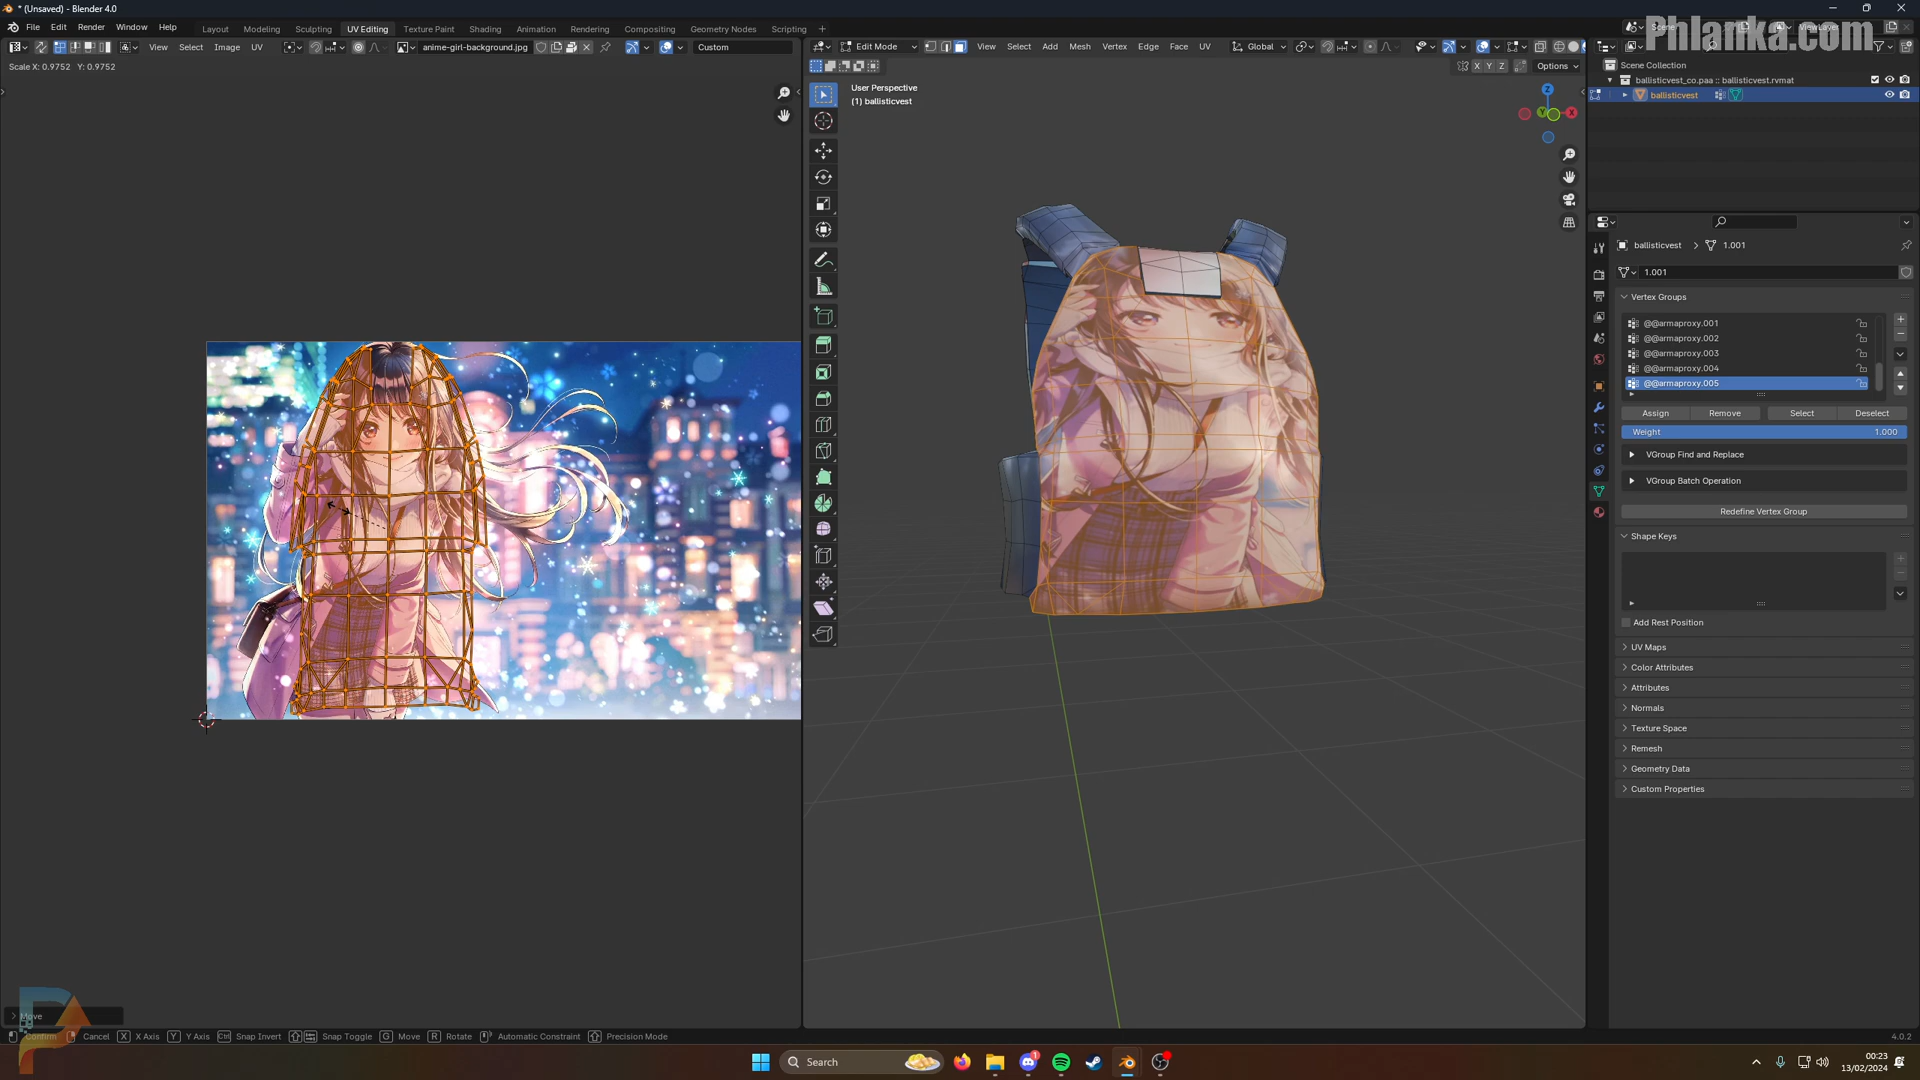 * (Unsaved) - Blender 4.0
File Edit Render Window Help
Layout Modeling Sculpting UV Editing Texture Paint Shading Animation Rendering Compositing Geometry Nodes Scripting +
Scene
ViewLayer
Phlanka.com
View Select Image UV
anime-girl-background.jpg
Custom
Edit Mode
View Select Add Mesh Vertex Edge Face UV
Global
Scale X: 0.9752 Y: 0.9752
X Y Z
Options
User Perspective
(1) ballisticvest
Z
X
Y
Scene Collection
ballisticvest_co.paa :: ballisticvest.rvmat
ballisticvest
ballisticvest > 1.001
1.001
Vertex Groups
@@armaproxy.001
@@armaproxy.002
@@armaproxy.003
@@armaproxy.004
@@armaproxy.005
Assign Remove Select Deselect
Weight 1.000
VGroup Find and Replace
VGroup Batch Operation
Redefine Vertex Group
Shape Keys
Add Rest Position
UV Maps
Color Attributes
Attributes
Normals
Texture Space
Remesh
Geometry Data
Custom Properties
Move
Confirm Cancel X X Axis Y Y Axis Ctrl Snap Invert Snap Toggle G Move R Rotate Automatic Constraint Precision Mode
4.0.2
Search
1
00:23
13/02/2024